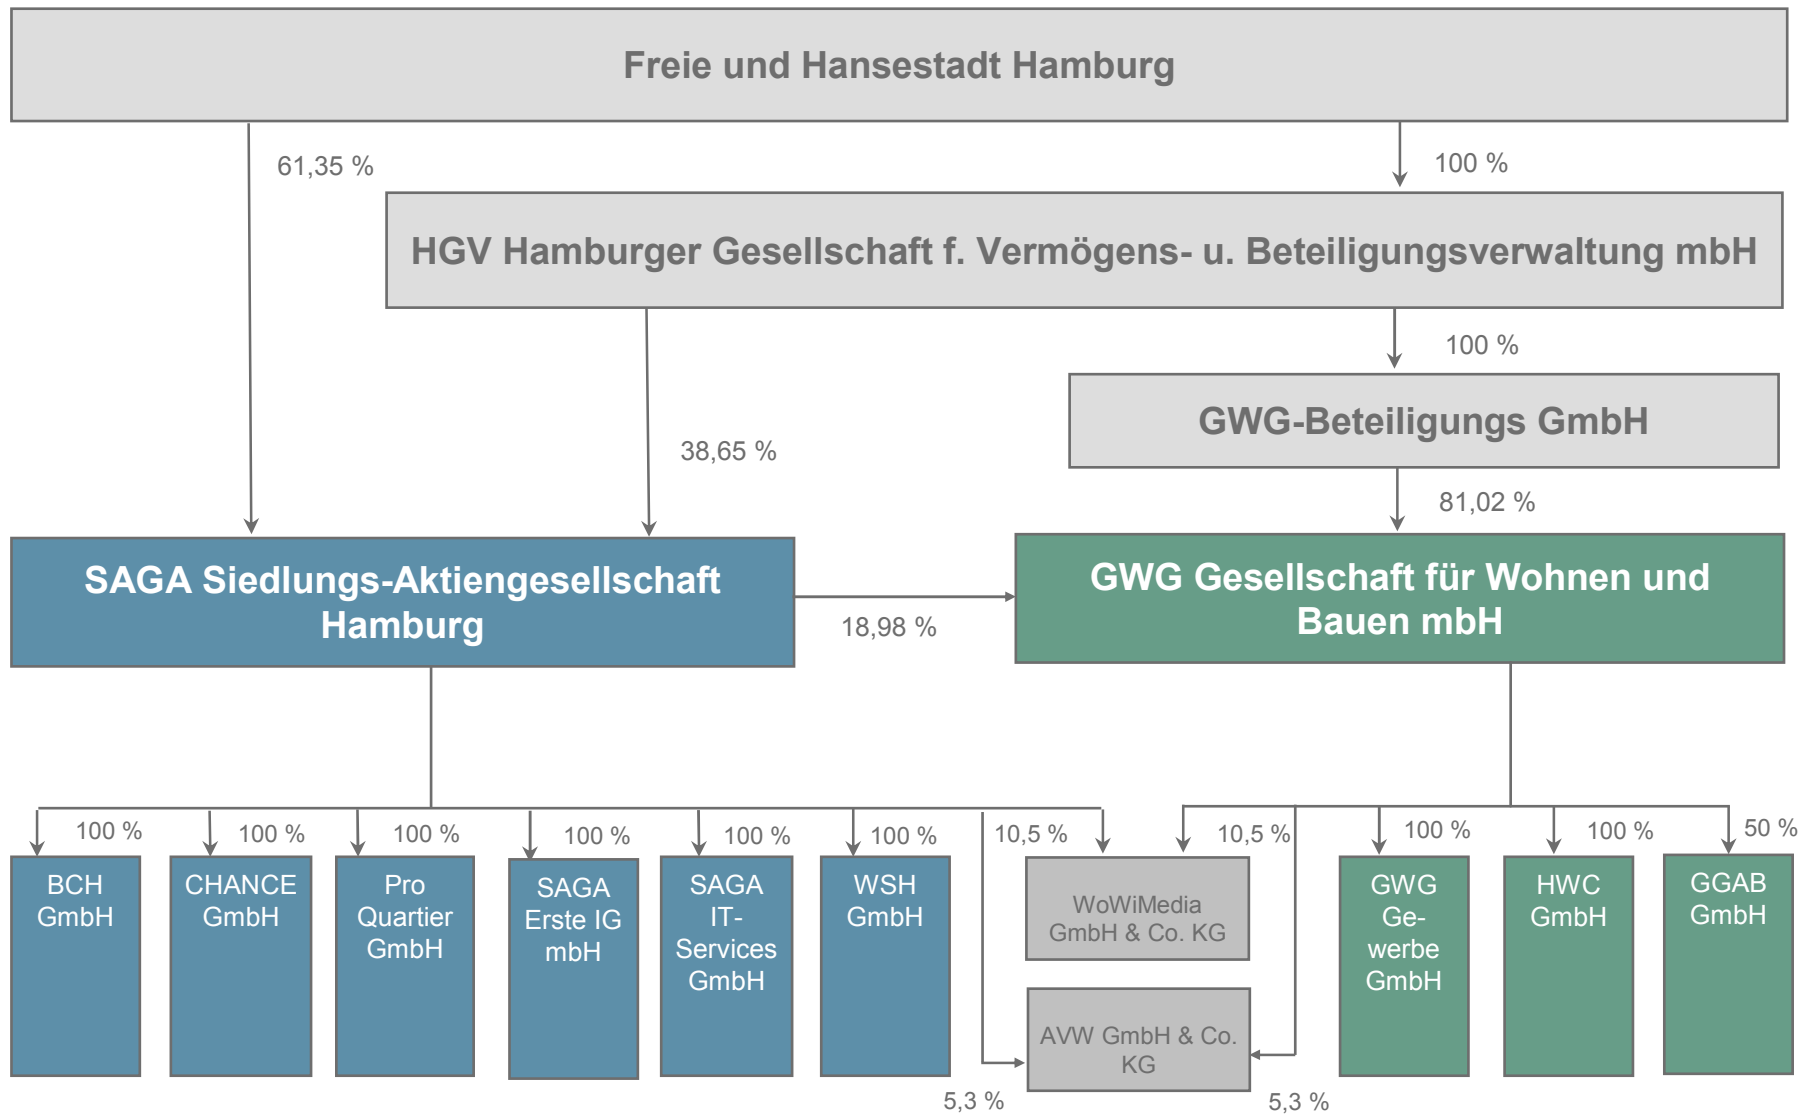 Freie und Hansestadt Hamburg
61,35 %
100 %
HGV Hamburger Gesellschaft f. Vermögens- u. Beteiligungsverwaltung mbH
100 %
GWG-Beteiligungs GmbH
38,65 %
81,02 %
SAGA Siedlungs-Aktiengesellschaft
Hamburg
18,98 %
GWG Gesellschaft für Wohnen und
Bauen mbH
100 %
100 %
100 %
100 %
100 %
100 %
10,5 %
10,5 %
100 %
100 %
50 %
BCH
GmbH
CHANCE
GmbH
Pro
Quartier
GmbH
SAGA
Erste IG
mbH
SAGA
IT-
Services
GmbH
WSH
GmbH
WoWiMedia
GmbH & Co. KG
GWG
Ge-
werbe
GmbH
HWC
GmbH
GGAB
GmbH
AVW GmbH & Co.
KG
5,3 %
5,3 %